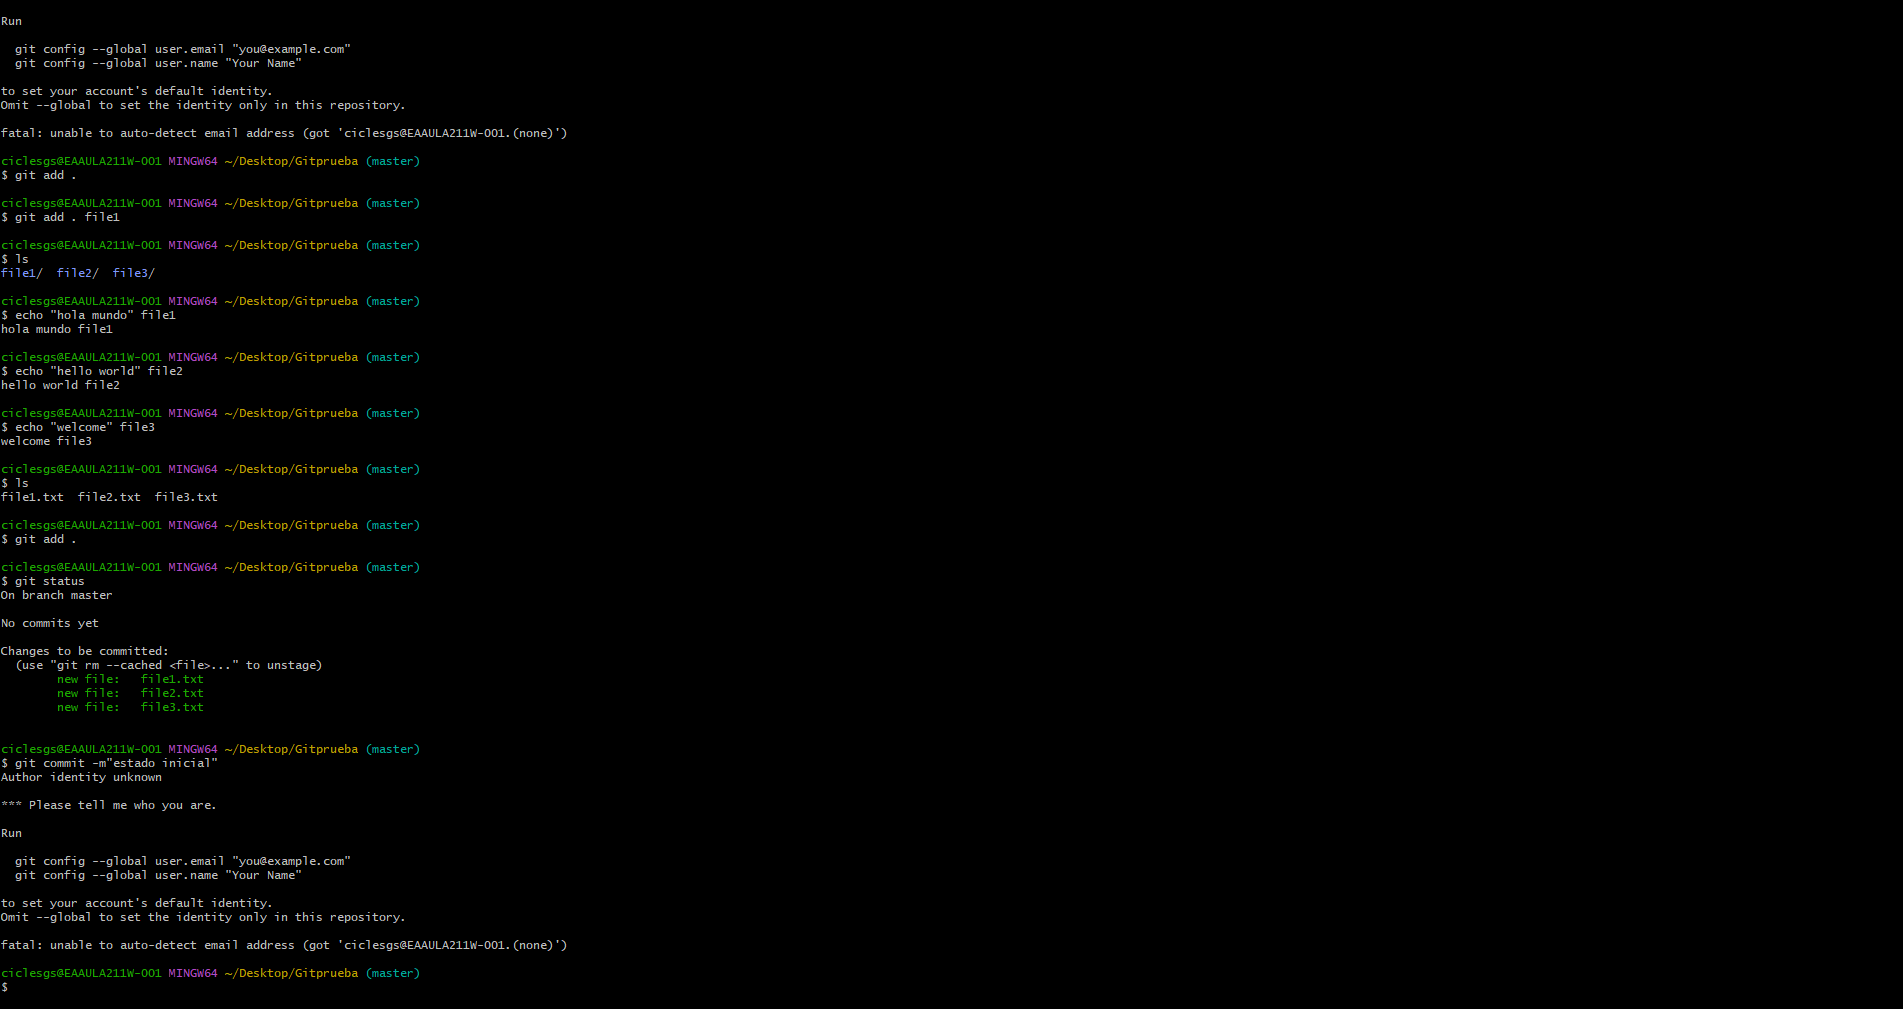 Run
git config --global user.email "you@example.com"
git config --global user.name "Your Name"
to set your account's default identity.
Omit --global to set the identity only in this repository.
fatal: unable to auto-detect email address (got 'ciclesgs@EAAULA211W-001.(none)')
ciclesgs@EAAULA211W-001 MINGW64 ~/Desktop/Gitprueba (master)
$ git add .
ciclesgs@EAAULA211W-001 MINGW64 ~/Desktop/Gitprueba (master)
$ git add . file1
ciclesgs@EAAULA211W-001 MINGW64 ~/Desktop/Gitprueba (master)
$ ls
file1/  file2/  file3/
ciclesgs@EAAULA211W-001 MINGW64 ~/Desktop/Gitprueba (master)
$ echo "hola mundo" file1
hola mundo file1
ciclesgs@EAAULA211W-001 MINGW64 ~/Desktop/Gitprueba (master)
$ echo "hello world" file2
hello world file2
ciclesgs@EAAULA211W-001 MINGW64 ~/Desktop/Gitprueba (master)
$ echo "welcome" file3
welcome file3
ciclesgs@EAAULA211W-001 MINGW64 ~/Desktop/Gitprueba (master)
$ ls
file1.txt  file2.txt  file3.txt
ciclesgs@EAAULA211W-001 MINGW64 ~/Desktop/Gitprueba (master)
$ git add .
ciclesgs@EAAULA211W-001 MINGW64 ~/Desktop/Gitprueba (master)
$ git status
On branch master
No commits yet
Changes to be committed:
(use "git rm --cached <file>..." to unstage)
new file:   file1.txt
new file:   file2.txt
new file:   file3.txt
ciclesgs@EAAULA211W-001 MINGW64 ~/Desktop/Gitprueba (master)
$ git commit -m"estado inicial"
Author identity unknown
*** Please tell me who you are.
Run
git config --global user.email "you@example.com"
git config --global user.name "Your Name"
to set your account's default identity.
Omit --global to set the identity only in this repository.
fatal: unable to auto-detect email address (got 'ciclesgs@EAAULA211W-001.(none)')
ciclesgs@EAAULA211W-001 MINGW64 ~/Desktop/Gitprueba (master)
$